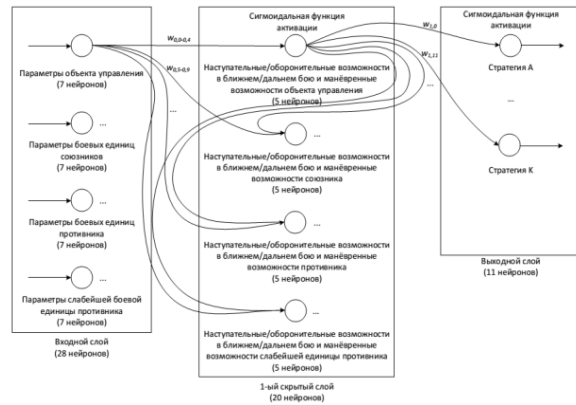 Параметры объекта управления
(7 нейронов)
...
Параметры боевых единиц
союзников
(7 нейронов)
...
Параметры боевых единиц
противника
(7 нейронов)
...
Параметры слабейшей боевой
единицы противника
(7 нейронов)
Входной слой
(28 нейронов)
w0,0-0,4
w0,5-0,9
...
Сигмоидальная функция
активации
Наступательные/оборонительные возможности
в ближнем/дальнем бою и манёвренные
возможности объекта управления
(5 нейронов)
...
Наступательные/оборонительные возможности
в ближнем/дальнем бою и манёвренные
возможности союзника
(5 нейронов)
...
Наступательные/оборонительные возможности
в ближнем/дальнем бою и манёвренные
возможности противника
(5 нейронов)
...
Наступательные/оборонительные возможности
в ближнем/дальнем бою и манёвренные
возможности слабейшей единицы противника
(5 нейронов)
1-ый скрытый слой
(20 нейронов)
w1,0
w1,11
...
Сигмоидальная функция
активации
Стратегия А
...
Стратегия К
Выходной слой
(11 нейронов)